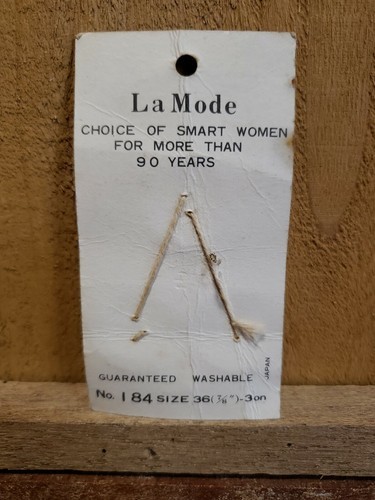 La Mode
CHOICE OF SMART WOMEN
FOR MORE THAN
90 YEARS
GUARANTEED WASHABLE
JAPAN
No. 184 SIZE 36(7/8")-3on